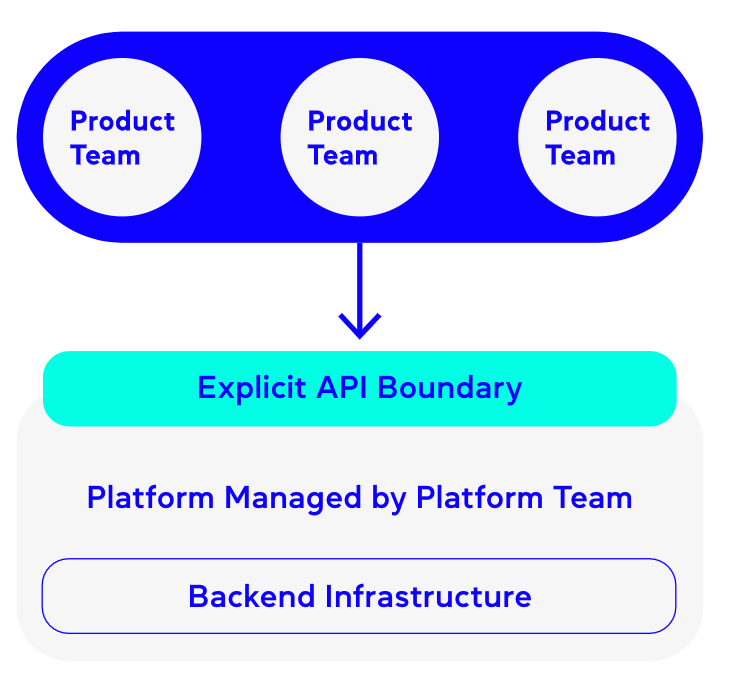 Product
Team
Product
Team
Product
Team
Explicit API Boundary
Platform Managed by Platform Team
Backend Infrastructure